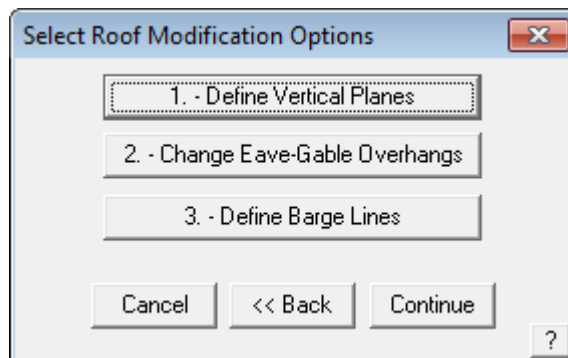 Select Roof Modification Options
1. - Define Vertical Planes
2. - Change Eave-Gable Overhangs
3. - Define Barge Lines
Cancel << Back Continue
?